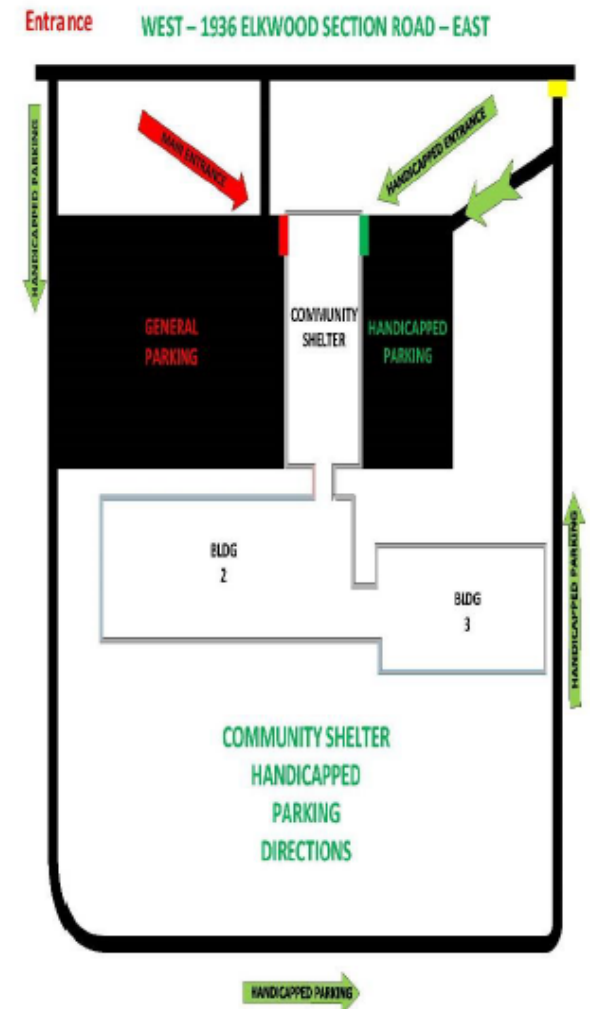 Entrance
WEST – 1936 ELKWOOD SECTION ROAD – EAST
HANDICAPPED PARKING
MAIN ENTRANCE
HANDICAPPED ENTRANCE
GENERAL
PARKING
COMMUNITY
SHELTER
HANDICAPPED
PARKING
BLDG
2
BLDG
3
HANDICAPPED PARKING
COMMUNITY SHELTER
HANDICAPPED
PARKING
DIRECTIONS
HANDICAPPED PARKING